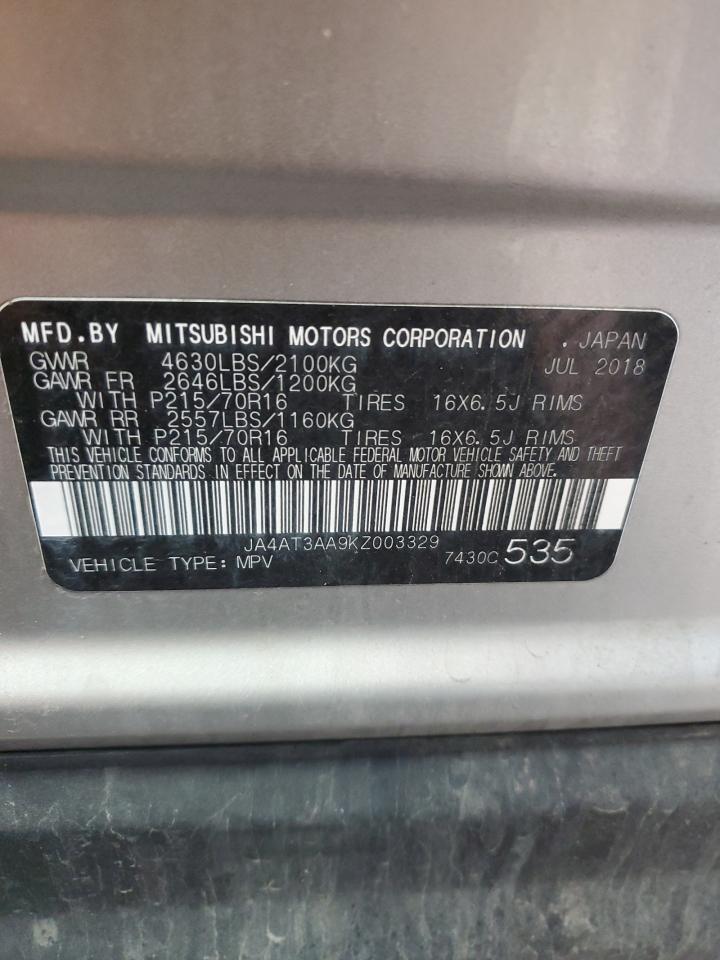 MFD.BY MITSUBISHI MOTORS CORPORATION . JAPAN
GVWR 4630LBS/2100KG JUL 2018
GAWR FR 2646LBS/1200KG
WITH P215/70R16 TIRES 16X6.5J RIMS
GAWR RR 2557LBS/1160KG
WITH P215/70R16 TIRES 16X6.5J RIMS
THIS VEHICLE CONFORMS TO ALL APPLICABLE FEDERAL MOTOR VEHICLE SAFETY AND THEFT
PREVENTION STANDARDS IN EFFECT ON THE DATE OF MANUFACTURE SHOWN ABOVE.
JA4AT3AA9KZ003329
VEHICLE TYPE: MPV 7430C 535